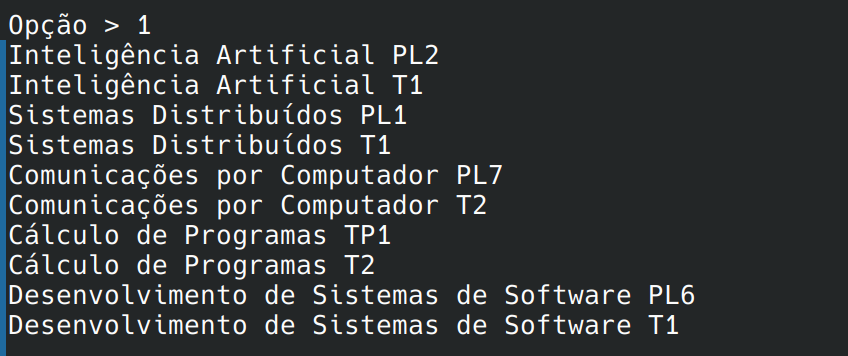 Opção > 1
Inteligência Artificial PL2
Inteligência Artificial T1
Sistemas Distribuídos PL1
Sistemas Distribuídos T1
Comunicações por Computador PL7
Comunicações por Computador T2
Cálculo de Programas TP1
Cálculo de Programas T2
Desenvolvimento de Sistemas de Software PL6
Desenvolvimento de Sistemas de Software T1